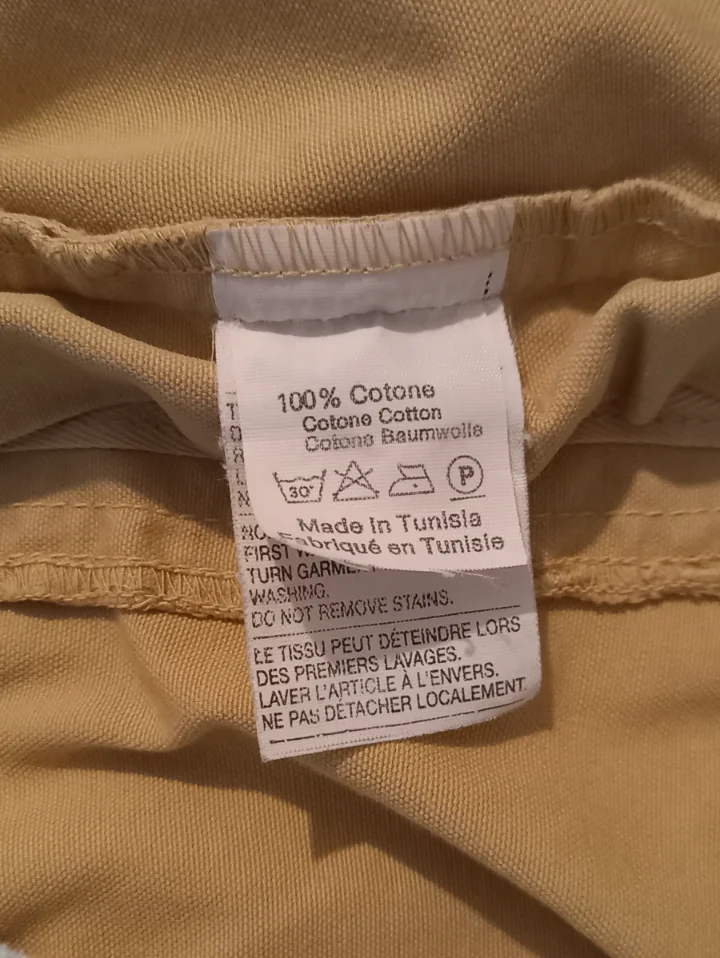 100% Cotone
Cotone Cotton
Cotone Baumwolle
30° P
Made in Tunisia
Fabriqué en Tunisie
FIRST
TURN
WASHING.
DO NOT REMOVE STAINS.
LE TISSU PEUT DÉTEINDRE LORS
DES PREMIERS LAVAGES.
LAVER L'ARTICLE À L'ENVERS.
NE PAS DÉTACHER LOCALEMENT